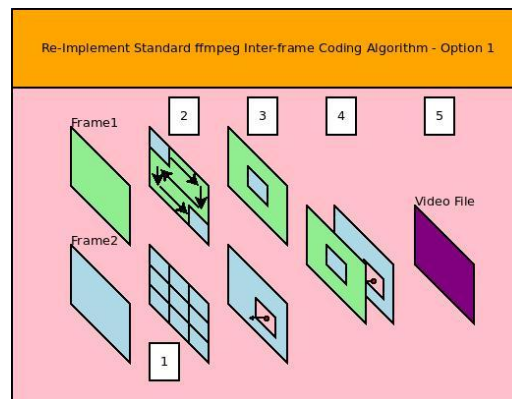 Re-Implement Standard ffmpeg Inter-frame Coding Algorithm - Option 1
2
3
4
5
Frame1
Video File
Frame2
1